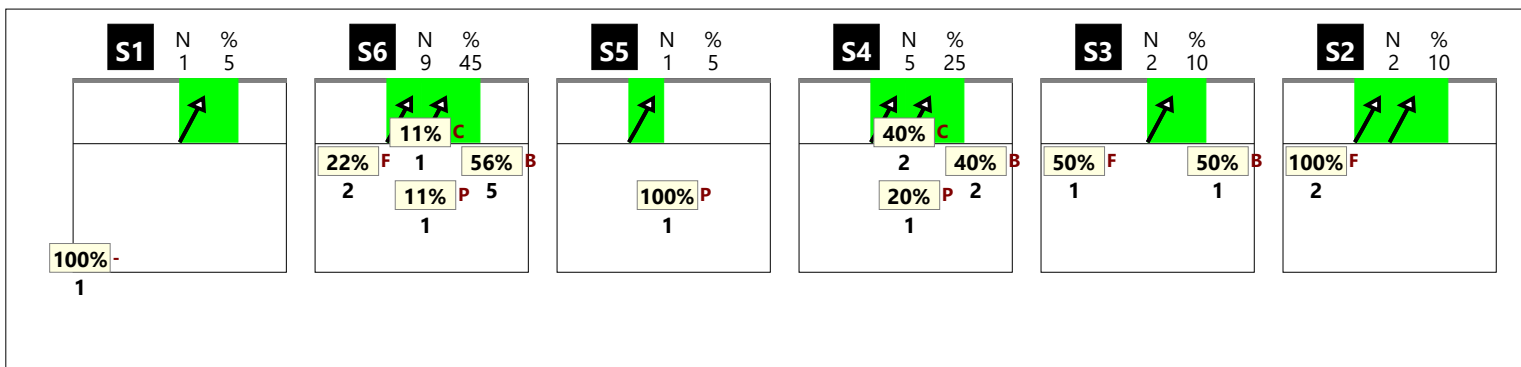 S1 N % 1 5
100% -
1
S6 N % 9 45
11% C
1
22% F
2
56% B
5
11% P
1
S5 N % 1 5
100% P
1
S4 N % 5 25
40% C
2
40% B
2
20% P
1
S3 N % 2 10
50% F
1
50% B
1
S2 N % 2 10
100% F
2